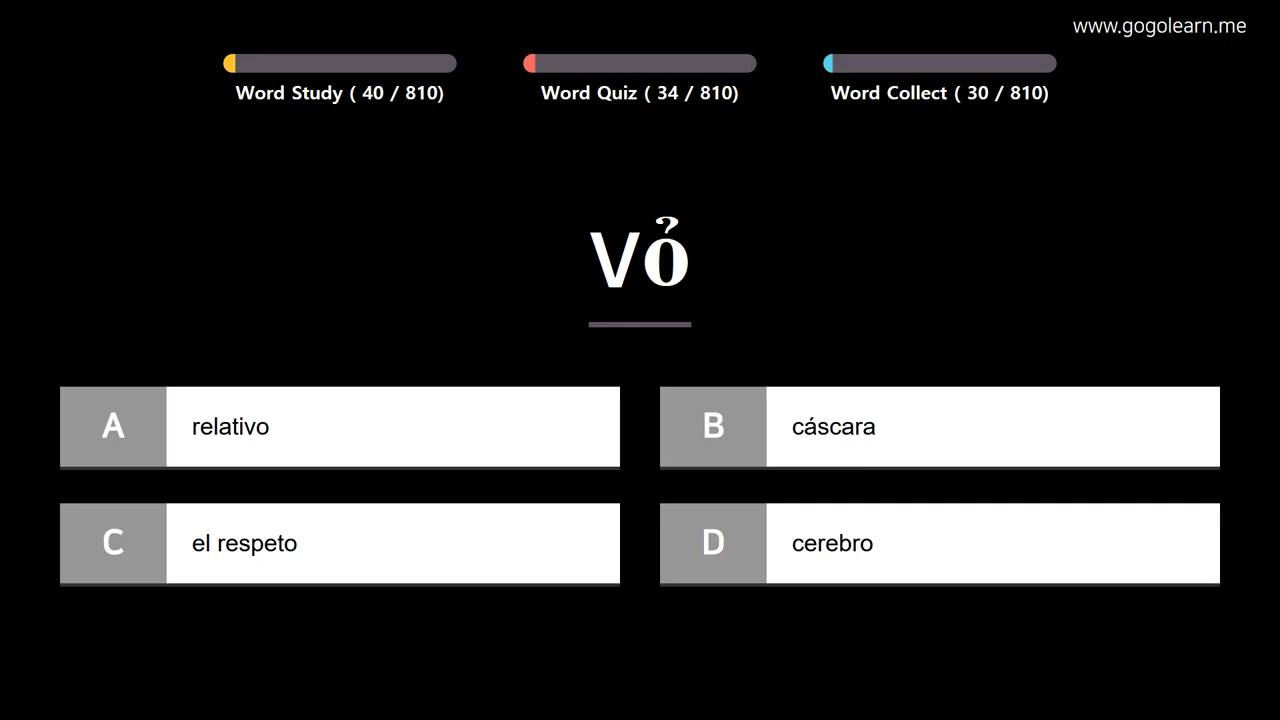 www.gogolearn.me
Word Study ( 40 / 810)
Word Quiz ( 34 / 810)
Word Collect ( 30 / 810)
Vỏ
A relativo
B cáscara
C el respeto
D cerebro